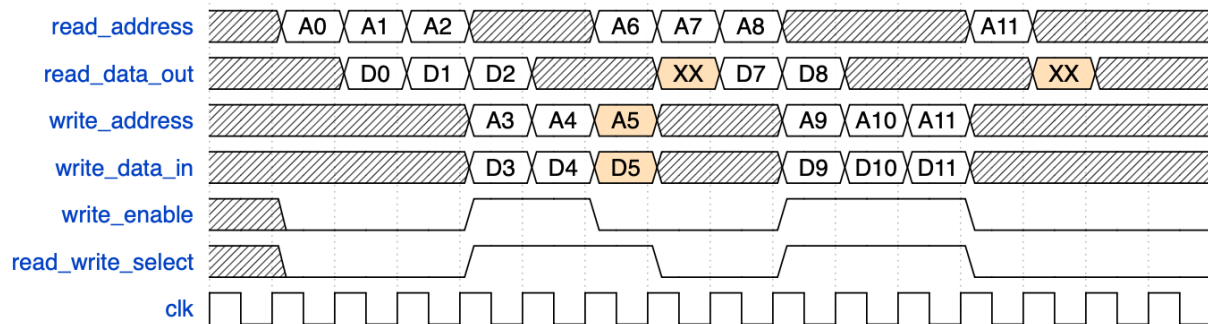 read_address A0 A1 A2 A6 A7 A8 A11
read_data_out D0 D1 D2 XX D7 D8 XX
write_address A3 A4 A5 A9 A10 A11
write_data_in D3 D4 D5 D9 D10 D11
write_enable
read_write_select
clk